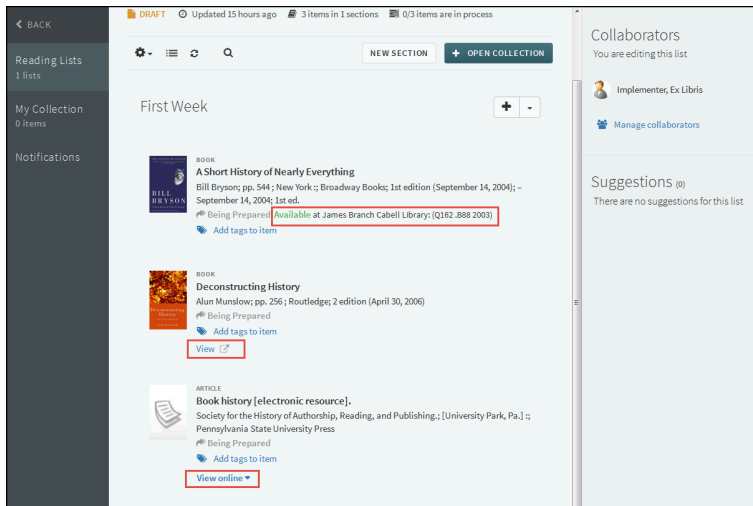 BACK
Reading Lists
1 lists
My Collection
0 items
Notifications
DRAFT Updated 15 hours ago 3 items in 1 sections 0/3 items are in process
NEW SECTION + OPEN COLLECTION
First Week
BOOK
A Short History of Nearly Everything
Bill Bryson; pp. 544 ; New York :; Broadway Books; 1st edition (September 14, 2004); –
September 14, 2004; 1st ed.
Being Prepared Available at James Branch Cabell Library: (Q162 .B88 2003)
Add tags to item
BILL
BRYSON
BOOK
Deconstructing History
Alun Munslow; pp. 256 ; Routledge; 2 edition (April 30, 2006)
Being Prepared
Add tags to item
View
ARTICLE
Book history [electronic resource].
Society for the History of Authorship, Reading, and Publishing.; [University Park, Pa.] :;
Pennsylvania State University Press
Being Prepared
Add tags to item
View online
Collaborators
You are editing this list
Implementer, Ex Libris
Manage collaborators
Suggestions (0)
There are no suggestions for this list